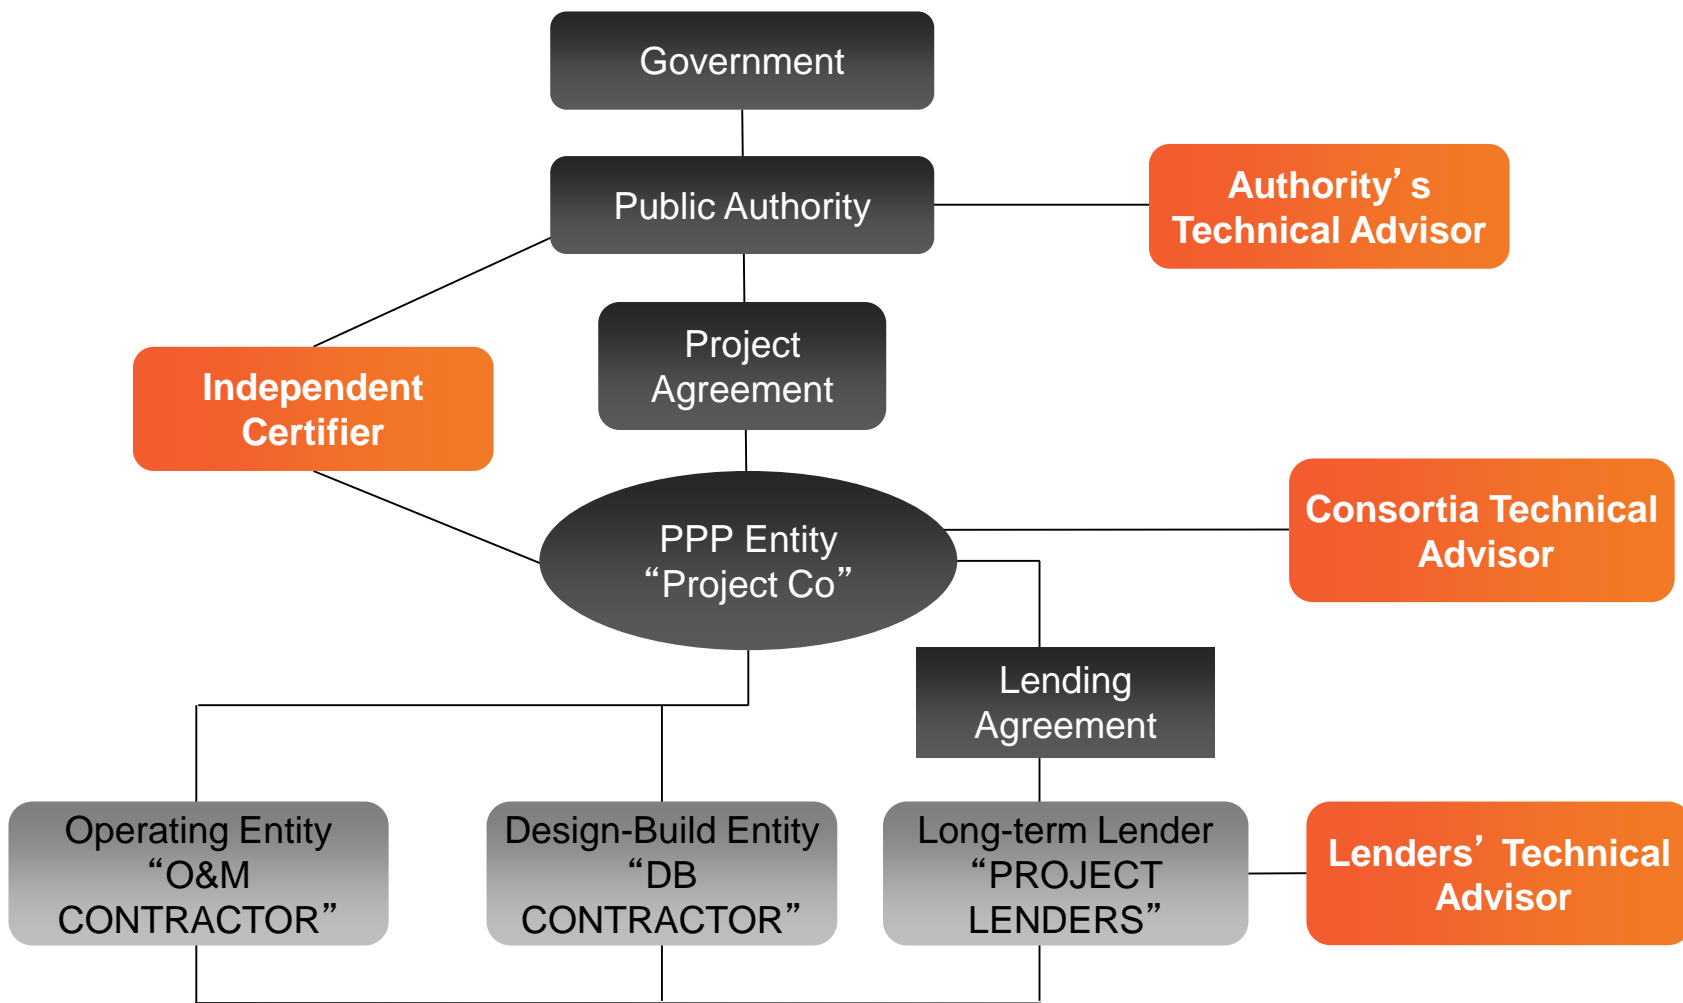 Government
Public Authority
Authority’s
Technical Advisor
Project
Agreement
Independent
Certifier
PPP Entity
“Project Co”
Consortia Technical
Advisor
Lending
Agreement
Operating Entity
“O&M
CONTRACTOR”
Design-Build Entity
“DB
CONTRACTOR”
Long-term Lender
“PROJECT
LENDERS”
Lenders’ Technical
Advisor